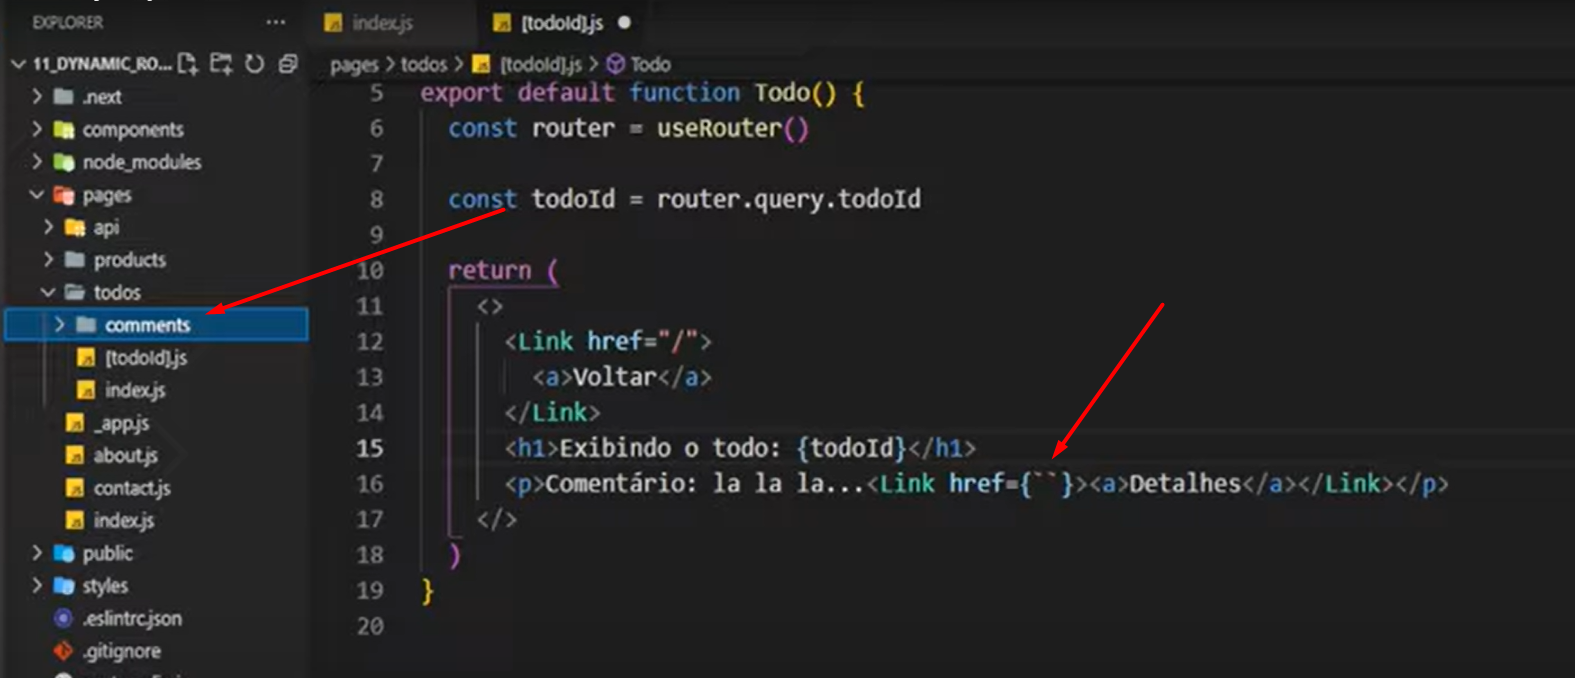 EXPLORER ...
11_DYNAMIC_RO...
.next
components
node_modules
pages
api
products
todos
comments
[todoId].js
index.js
_app.js
about.js
contact.js
index.js
public
styles
.eslintrc.json
.gitignore
index.js
[todoId].js
pages > todos > [todoId].js > Todo
5 export default function Todo() {
6 const router = useRouter()
7
8 const todoId = router.query.todoId
9
10 return (
11 <>
12 <Link href="/">
13 <a>Voltar</a>
14 </Link>
15 <h1>Exibindo o todo: {todoId}</h1>
16 <p>Comentário: la la la...<Link href={``}><a>Detalhes</a></Link></p>
17 </>
18 )
19 }
20